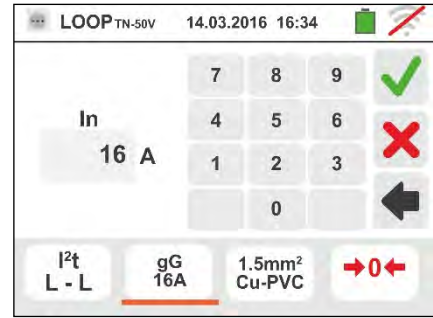 LOOP TN-50V 14.03.2016 16:34
7 8 9
In
4 5 6
16 A
1 2 3
0
I²t gG 1.5mm² →0←
L - L 16A Cu-PVC